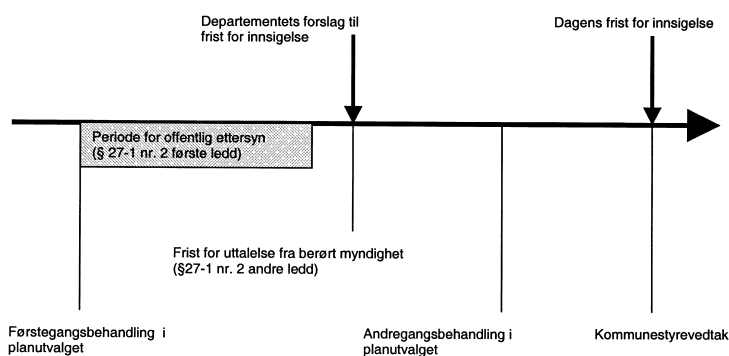 Departementets forslag til
frist for innsigelse
Dagens frist for innsigelse
Periode for offentlig ettersyn
(§ 27-1 nr. 2 første ledd)
Frist for uttalelse fra berørt myndighet
(§27-1 nr. 2 andre ledd)
Førstegangsbehandling i
planutvalget
Andregangsbehandling i
planutvalget
Kommunestyrevedtak